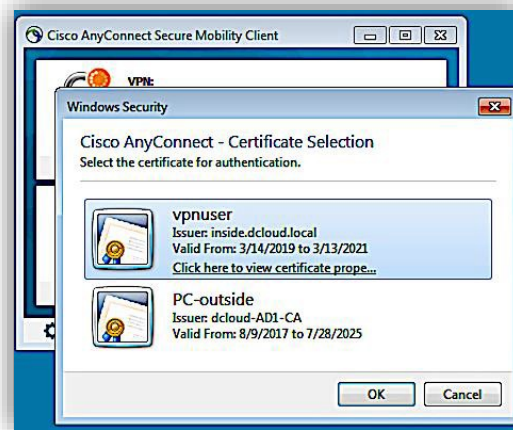 Cisco AnyConnect Secure Mobility Client
VPN:
Windows Security
Cisco AnyConnect - Certificate Selection
Select the certificate for authentication.
vpnuser
Issuer: inside.dcloud.local
Valid From: 3/14/2019 to 3/13/2021
Click here to view certificate prope...
PC-outside
Issuer: dcloud-AD1-CA
Valid From: 8/9/2017 to 7/28/2025
OK
Cancel